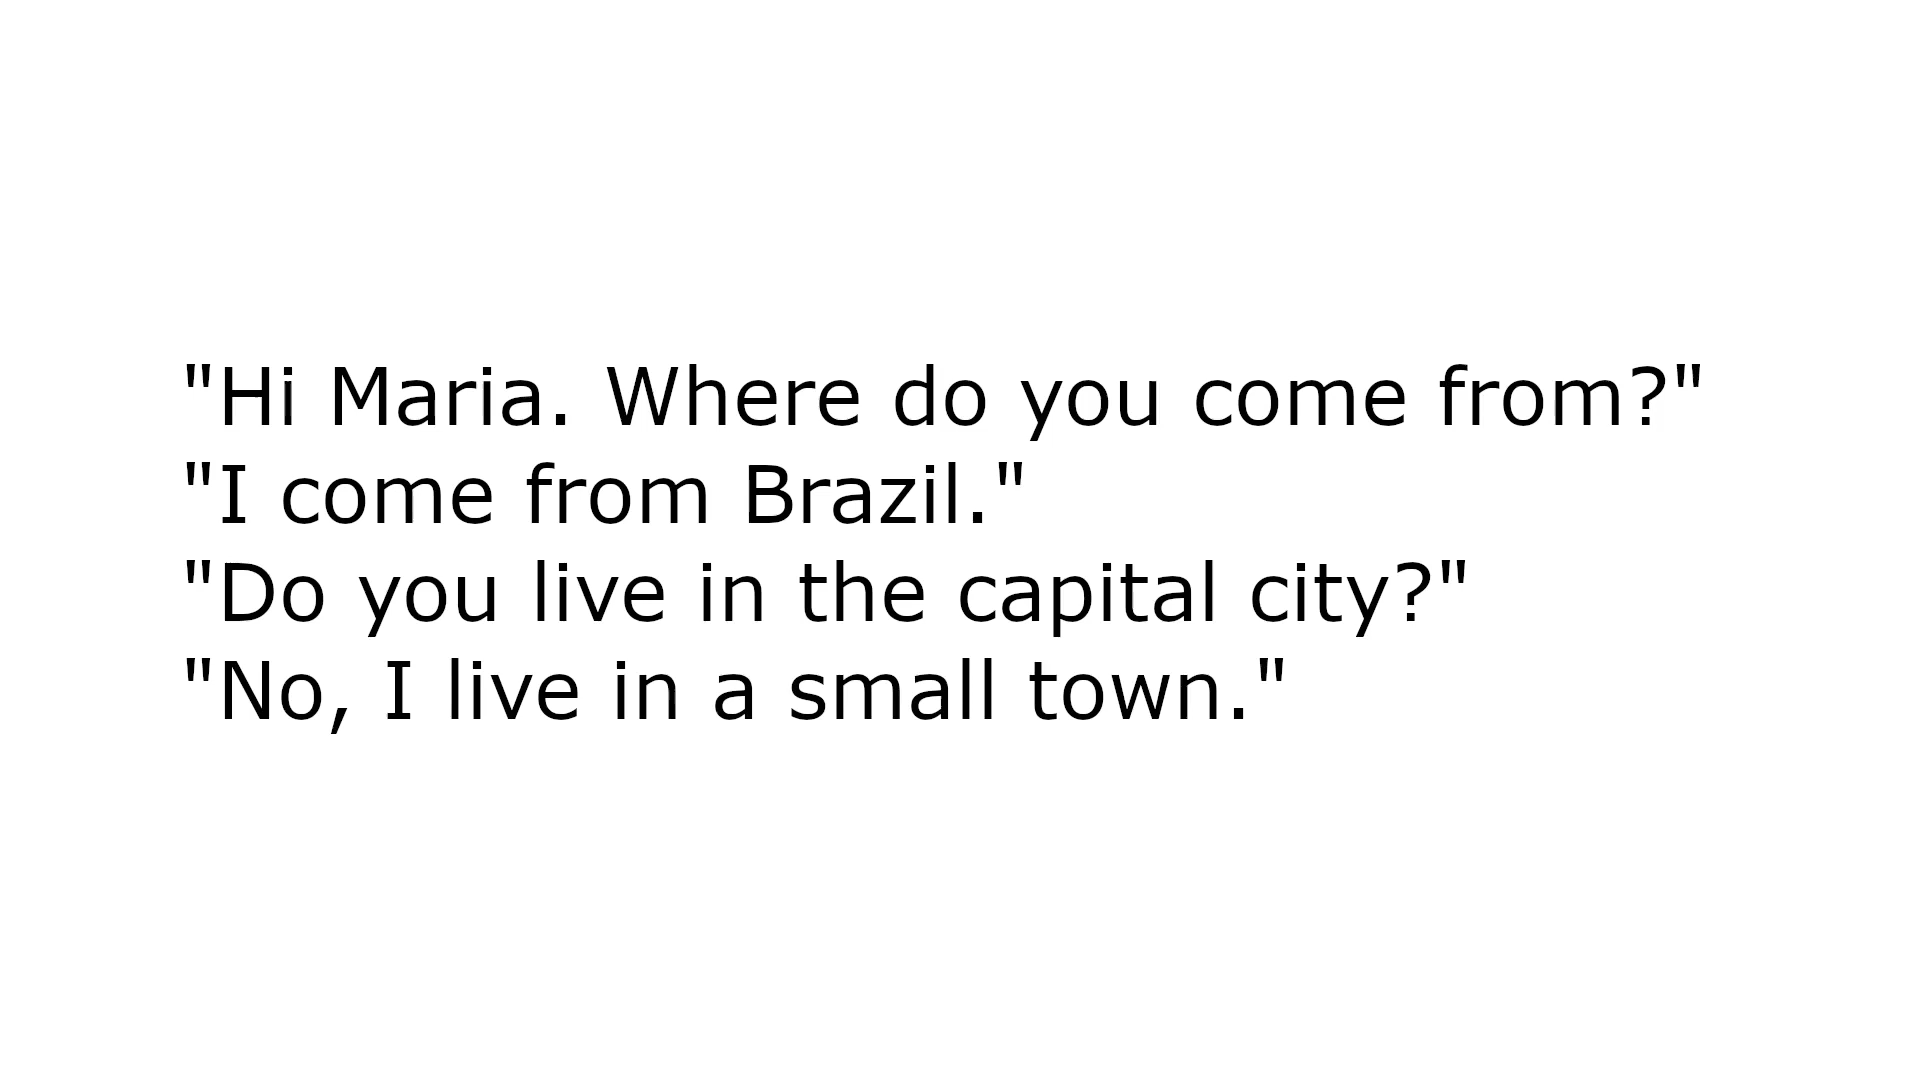 "Hi Maria. Where do you come from?"
"I come from Brazil."
"Do you live in the capital city?"
"No, I live in a small town."